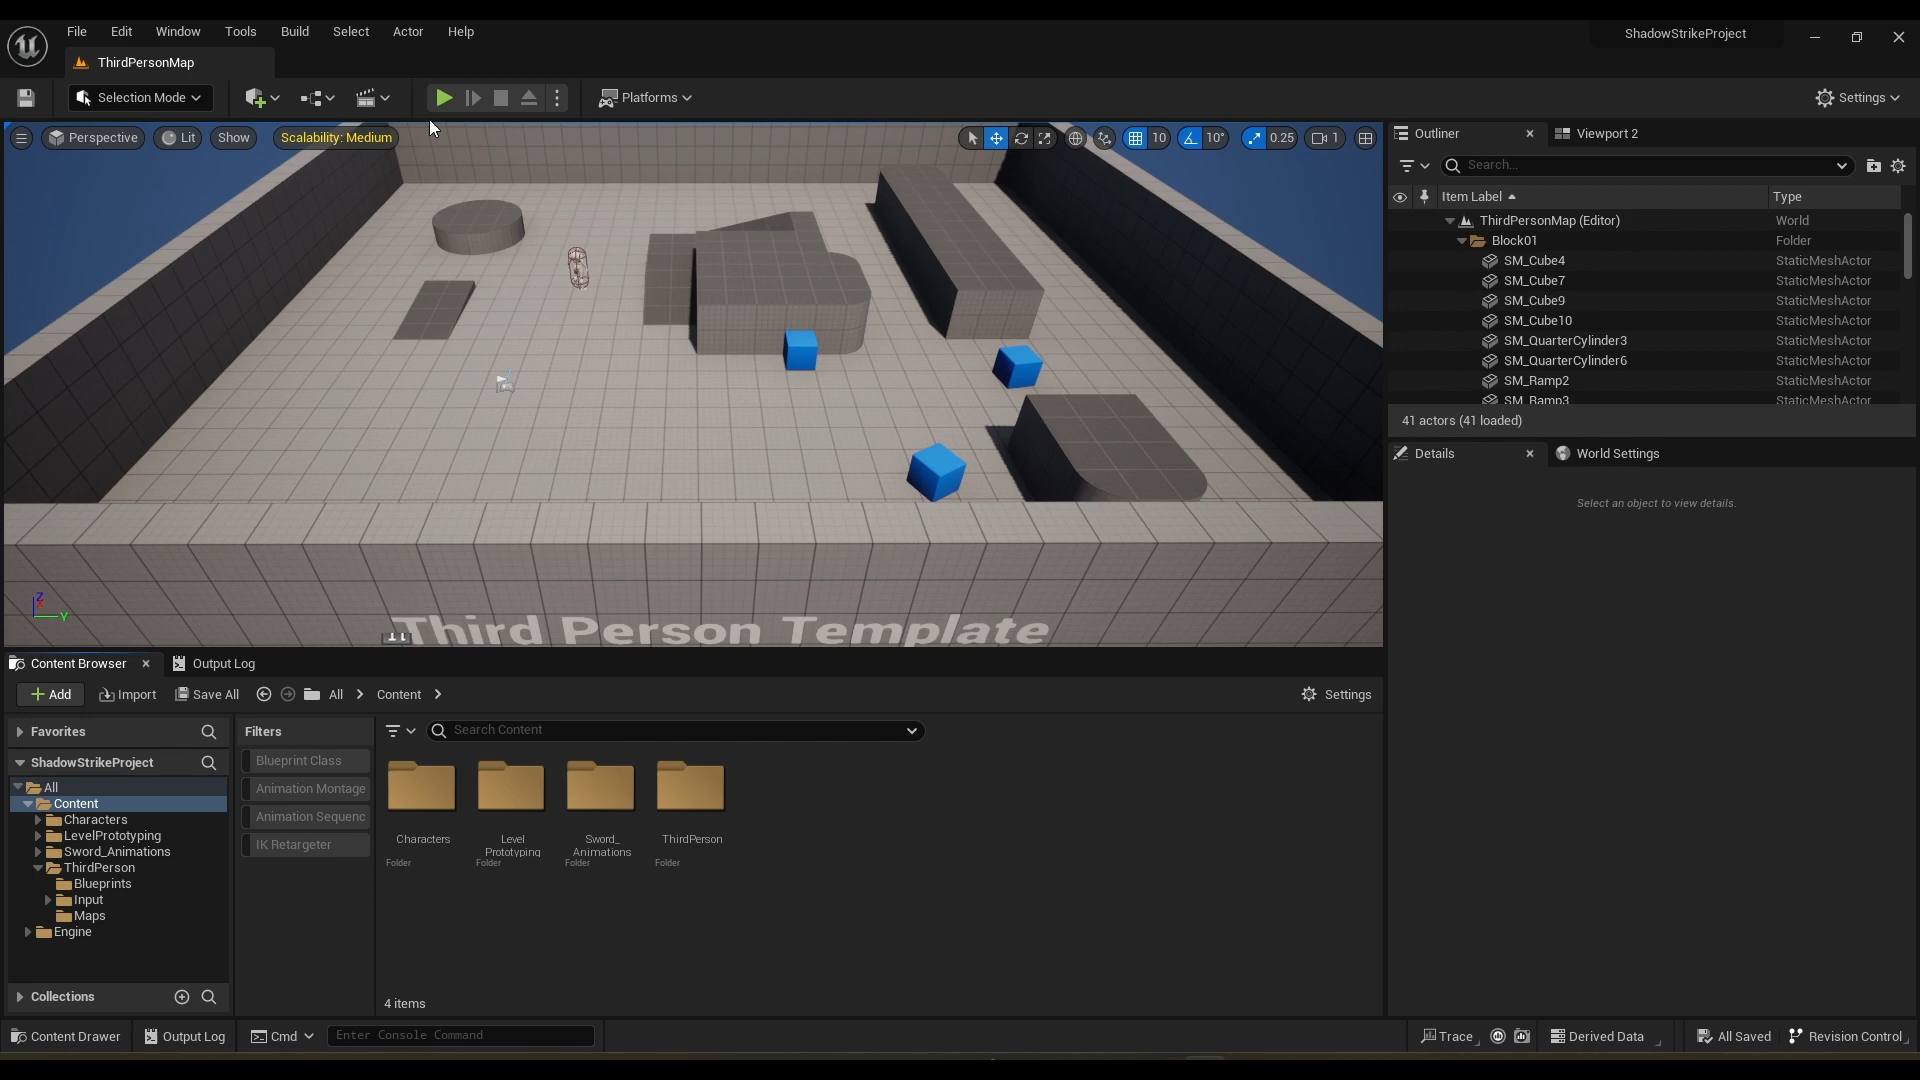 File Edit Window Tools Build Select Actor Help
ShadowStrikeProject
ThirdPersonMap
Selection Mode
Platforms
Settings
Perspective
Lit
Show
Scalability: Medium
10
10°
0.25
1
Third Person Template
Z
X
Y
Outliner
Viewport 2
Search...
Item Label
Type
ThirdPersonMap (Editor) World
Block01 Folder
SM_Cube4 StaticMeshActor
SM_Cube7 StaticMeshActor
SM_Cube9 StaticMeshActor
SM_Cube10 StaticMeshActor
SM_QuarterCylinder3 StaticMeshActor
SM_QuarterCylinder6 StaticMeshActor
SM_Ramp2 StaticMeshActor
SM_Ramp3 StaticMeshActor
41 actors (41 loaded)
Details
World Settings
Select an object to view details.
Content Browser
Output Log
Add
Import
Save All
All
Content
Settings
Favorites
ShadowStrikeProject
All
Content
Characters
LevelPrototyping
Sword_Animations
ThirdPerson
Blueprints
Input
Maps
Engine
Collections
Filters
Blueprint Class
Animation Montage
Animation Sequenc
IK Retargeter
Search Content
Characters
Folder
Level
Prototyping
Folder
Sword_
Animations
Folder
ThirdPerson
Folder
4 items
Content Drawer
Output Log
Cmd
Enter Console Command
Trace
Derived Data
All Saved
Revision Control